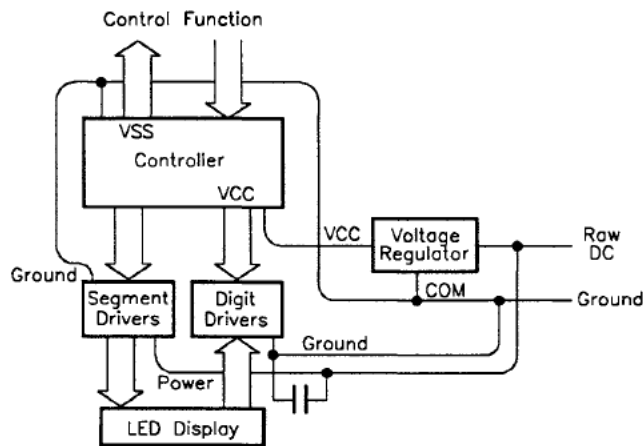 Control Function
VSS
Controller
VCC
VCC
Voltage
Regulator
Raw
DC
Ground
Segment
Drivers
Digit
Drivers
COM
Ground
Ground
Power
LED Display